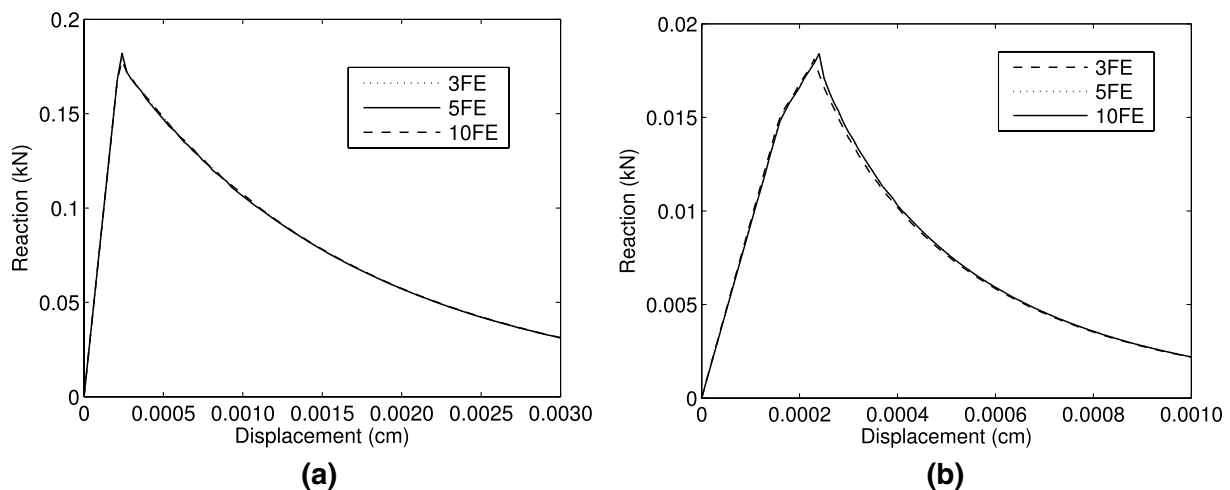 0.2
0.15
0.1
0.05
0
Reaction (kN)
3FE
5FE
10FE
0 0.0005 0.0010 0.0015 0.0020 0.0025 0.0030
Displacement (cm)
(a)
0.02
0.015
0.01
0.005
0
Reaction (kN)
3FE
5FE
10FE
0 0.0002 0.0004 0.0006 0.0008 0.0010
Displacement (cm)
(b)